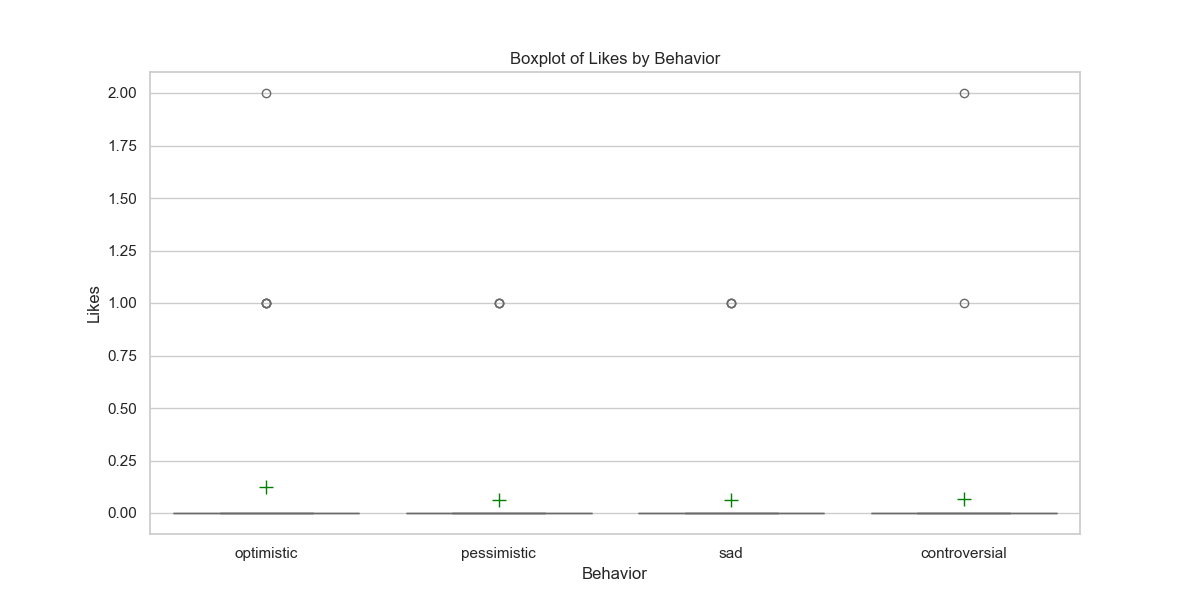 Boxplot of Likes by Behavior
2.00
1.75
1.50
1.25
1.00
0.75
0.50
0.25
0.00
Likes
optimistic pessimistic sad controversial
Behavior